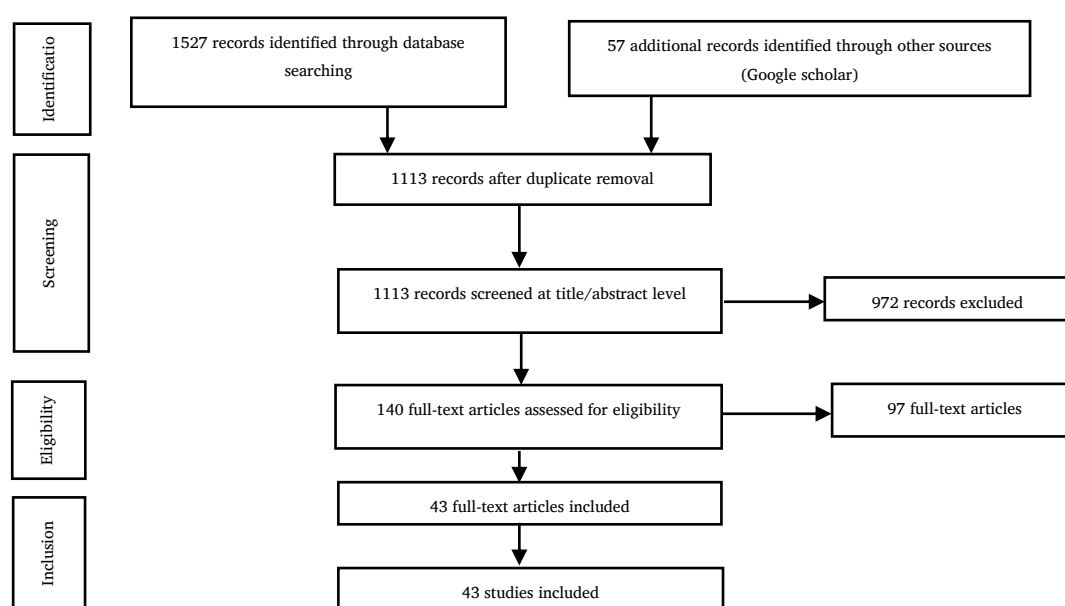 Identificatio
1527 records identified through database
searching
57 additional records identified through other sources
(Google scholar)
Screening
1113 records after duplicate removal
1113 records screened at title/abstract level
972 records excluded
Eligibility
140 full-text articles assessed for eligibility
97 full-text articles
Inclusion
43 full-text articles included
43 studies included